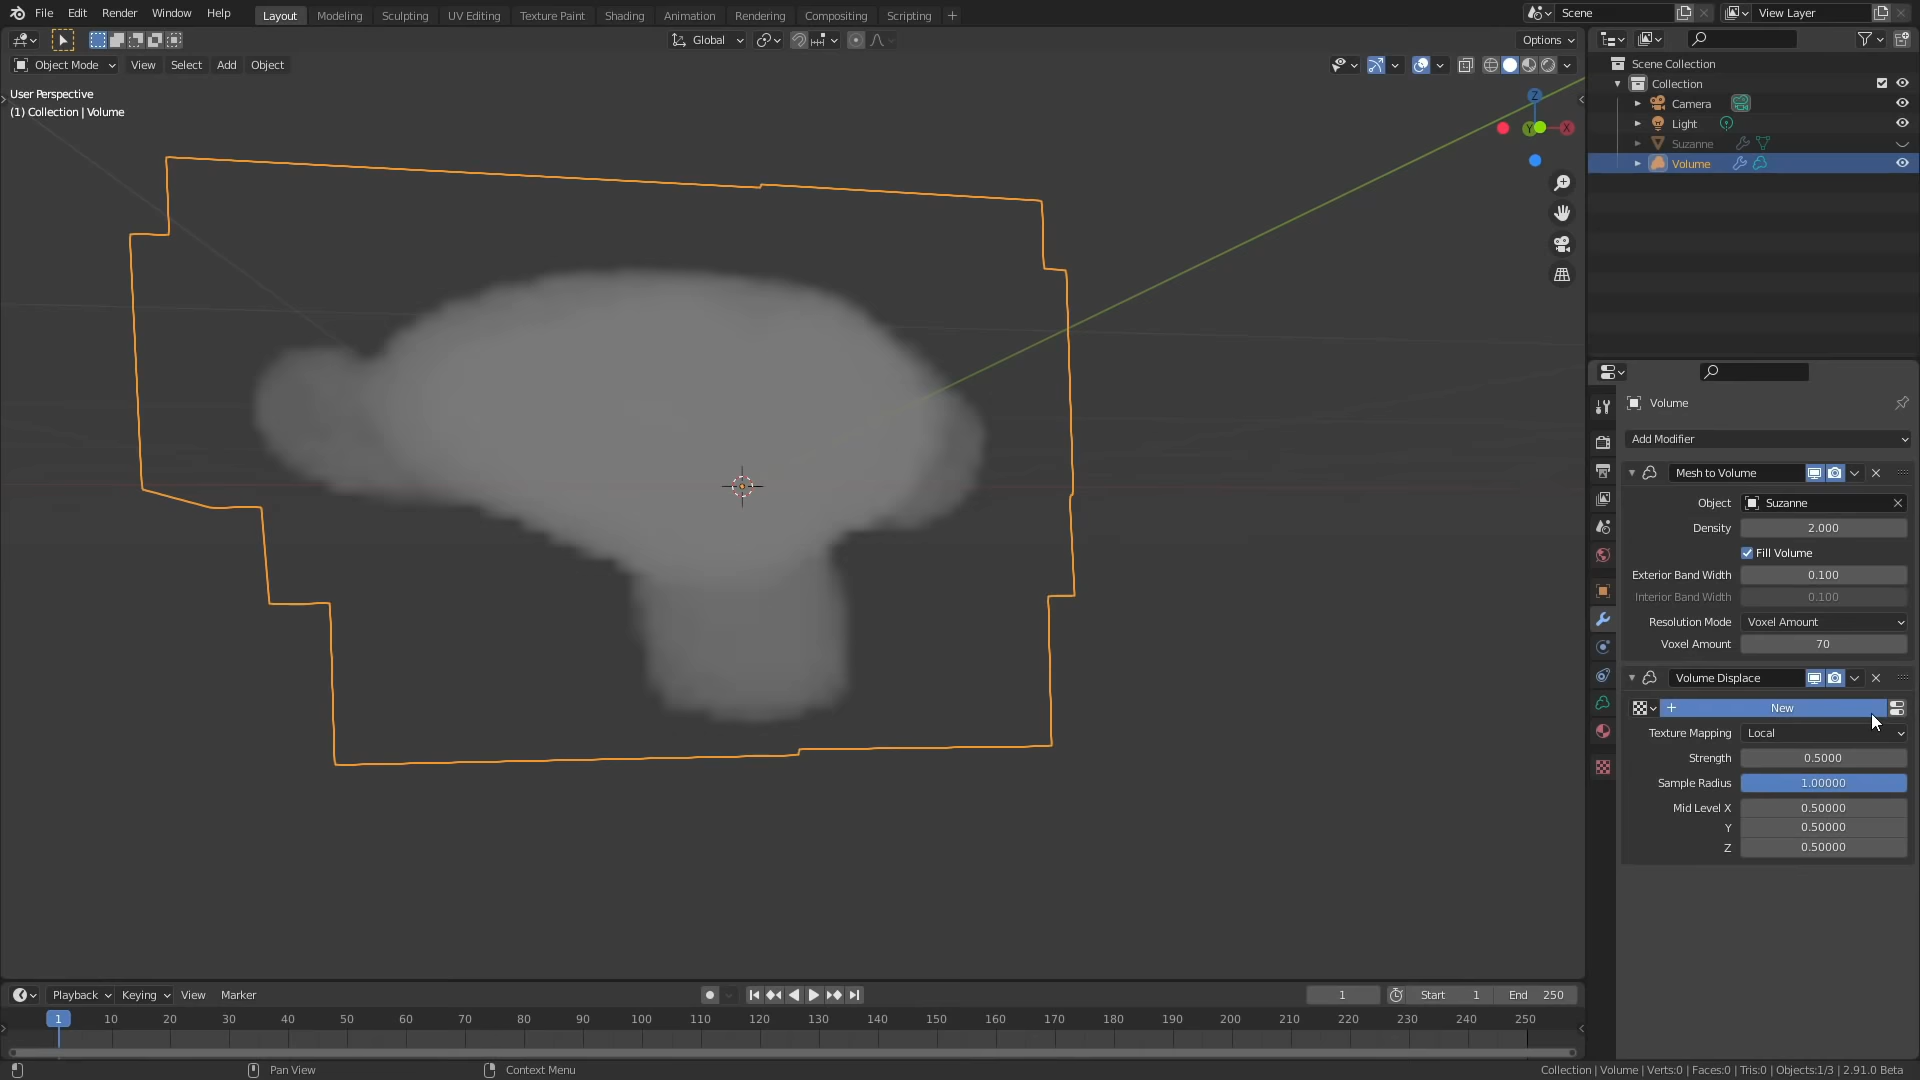 File Edit Render Window Help
Layout Modeling Sculpting UV Editing Texture Paint Shading Animation Rendering Compositing Scripting +
Scene
View Layer
Global
Options
Object Mode View Select Add Object
User Perspective
(1) Collection | Volume
Z
Y
X
Scene Collection
Collection
Camera
Light
Suzanne
Volume
Volume
Add Modifier
Mesh to Volume
Object Suzanne
Density 2.000
Fill Volume
Exterior Band Width 0.100
Interior Band Width 0.100
Resolution Mode Voxel Amount
Voxel Amount 70
Volume Displace
+ New
Texture Mapping Local
Strength 0.5000
Sample Radius 1.00000
Mid Level X 0.50000
Y 0.50000
Z 0.50000
Playback Keying View Marker
1
Start 1
End 250
1 10 20 30 40 50 60 70 80 90 100 110 120 130 140 150 160 170 180 190 200 210 220 230 240 250
Pan View
Context Menu
Collection | Volume | Verts:0 | Faces:0 | Tris:0 | Objects:1/3 | 2.91.0 Beta